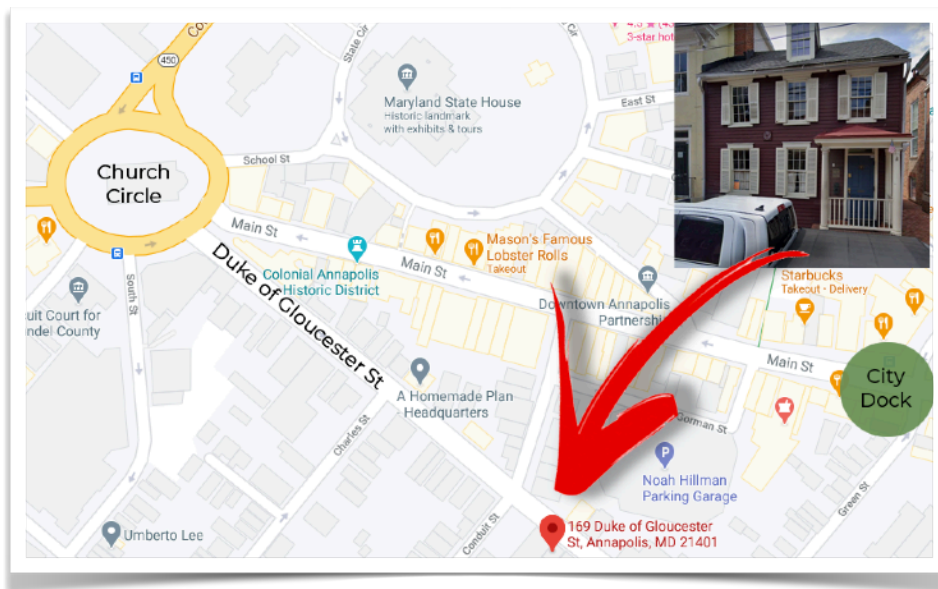 450
State Cir
Cir
3-star hot
Maryland State House
Historic landmark
with exhibits & tours
East St
School St
Church
Circle
Main St
Mason's Famous
Lobster Rolls
Takeout
Main St
Colonial Annapolis
Historic District
Duke of Gloucester St
South St
uit Court for
ndel County
Downtown Annapolis
Partnership
Starbucks
Takeout · Delivery
Main St
City
Dock
A Homemade Plan
Headquarters
Gorman St
Charles St
Noah Hillman
Parking Garage
P
Green St
Conduit St
Umberto Lee
169 Duke of Gloucester
St, Annapolis, MD 21401